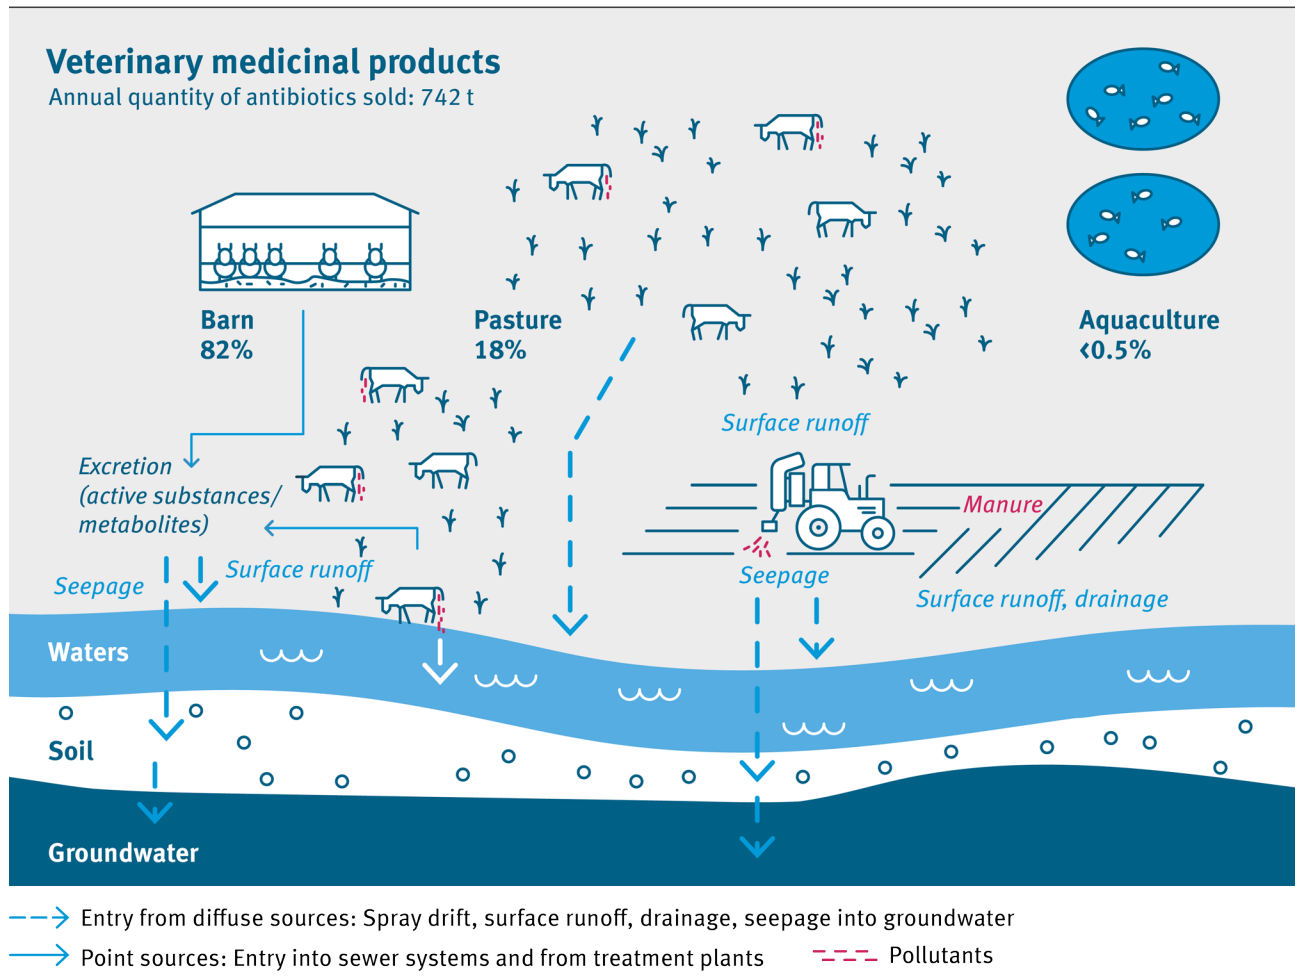 Veterinary medicinal products
Annual quantity of antibiotics sold: 742 t
Barn
82%
Pasture
18%
Aquaculture
<0.5%
Surface runoff
Excretion
(active substances/
metabolites)
Manure
Surface runoff
Seepage
Seepage
Surface runoff, drainage
Waters
Soil
Groundwater
Entry from diffuse sources: Spray drift, surface runoff, drainage, seepage into groundwater
Point sources: Entry into sewer systems and from treatment plants
Pollutants